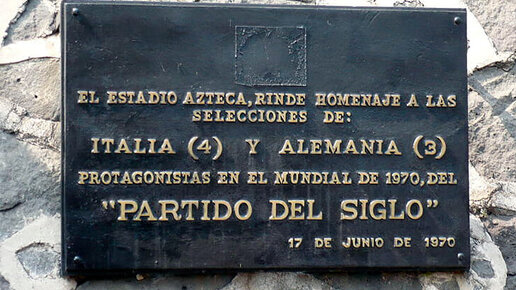 EL ESTADIO AZTECA, RINDE HOMENAJE A LAS
SELECCIONES DE:
ITALIA (4) Y ALEMANIA (3)
PROTAGONISTAS EN EL MUNDIAL DE 1970, DEL
"PARTIDO DEL SIGLO"
17 DE JUNIO DE 1970